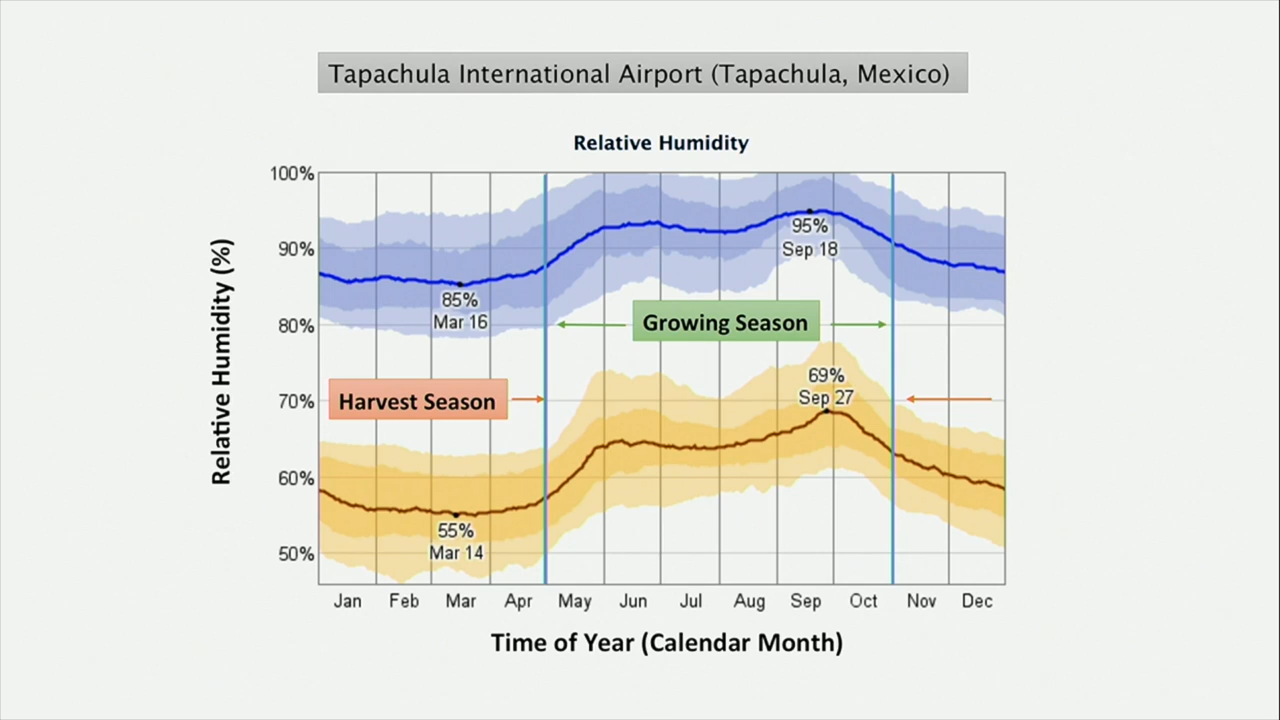 Tapachula International Airport (Tapachula, Mexico)
Relative Humidity
Relative Humidity (%)
100%
90%
80%
70%
60%
50%
95%
Sep 18
85%
Mar 16
Growing Season
Harvest Season
69%
Sep 27
55%
Mar 14
Jan Feb Mar Apr May Jun Jul Aug Sep Oct Nov Dec
Time of Year (Calendar Month)